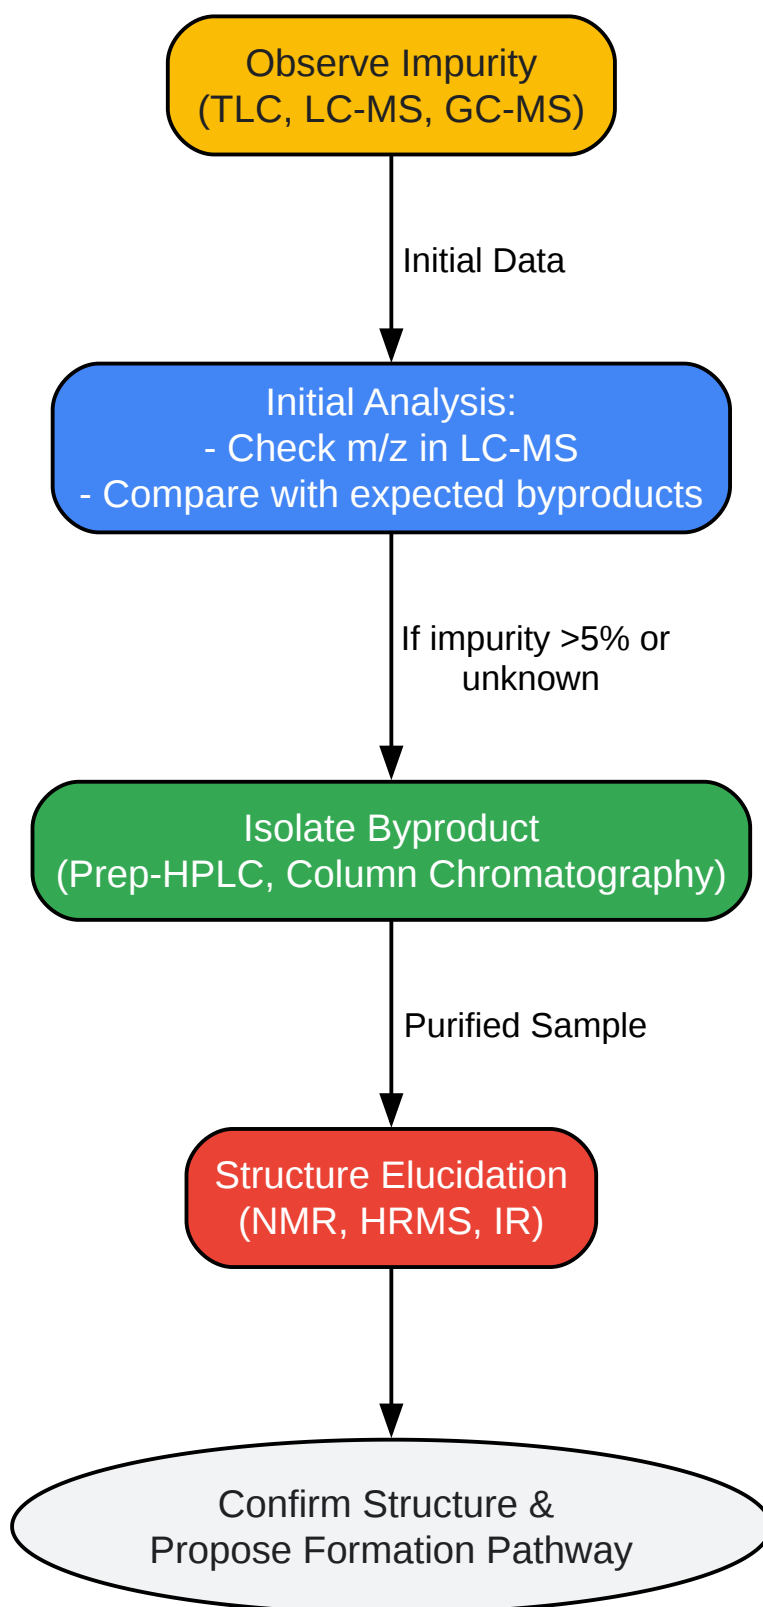 Observe Impurity
(TLC, LC-MS, GC-MS)
Initial Data
Initial Analysis:
- Check m/z in LC-MS
- Compare with expected byproducts
If impurity >5% or
unknown
Isolate Byproduct
(Prep-HPLC, Column Chromatography)
Purified Sample
Structure Elucidation
(NMR, HRMS, IR)
Confirm Structure &
Propose Formation Pathway